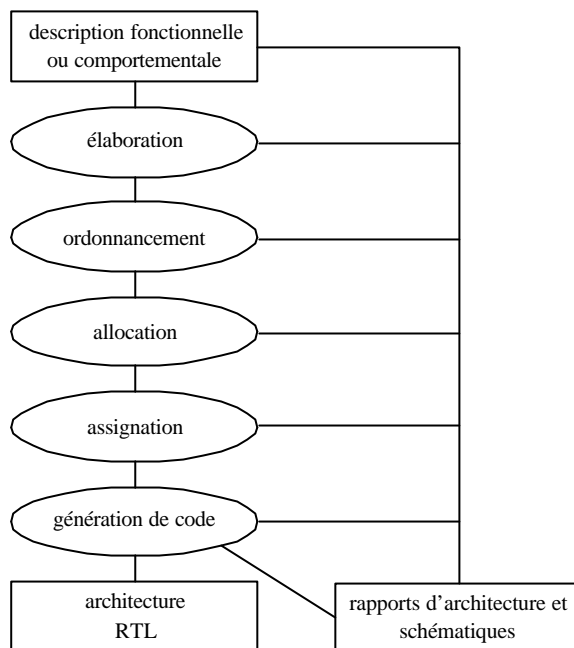 description fonctionnelle
ou comportementale
élaboration
ordonnancement
allocation
assignation
génération de code
architecture
RTL
rapports d’architecture et
schématiques